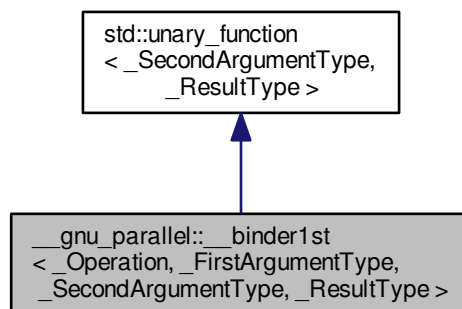 std::unary_function
< _SecondArgumentType,
_ResultType >
__gnu_parallel::__binder1st
< _Operation, _FirstArgumentType,
_SecondArgumentType, _ResultType >